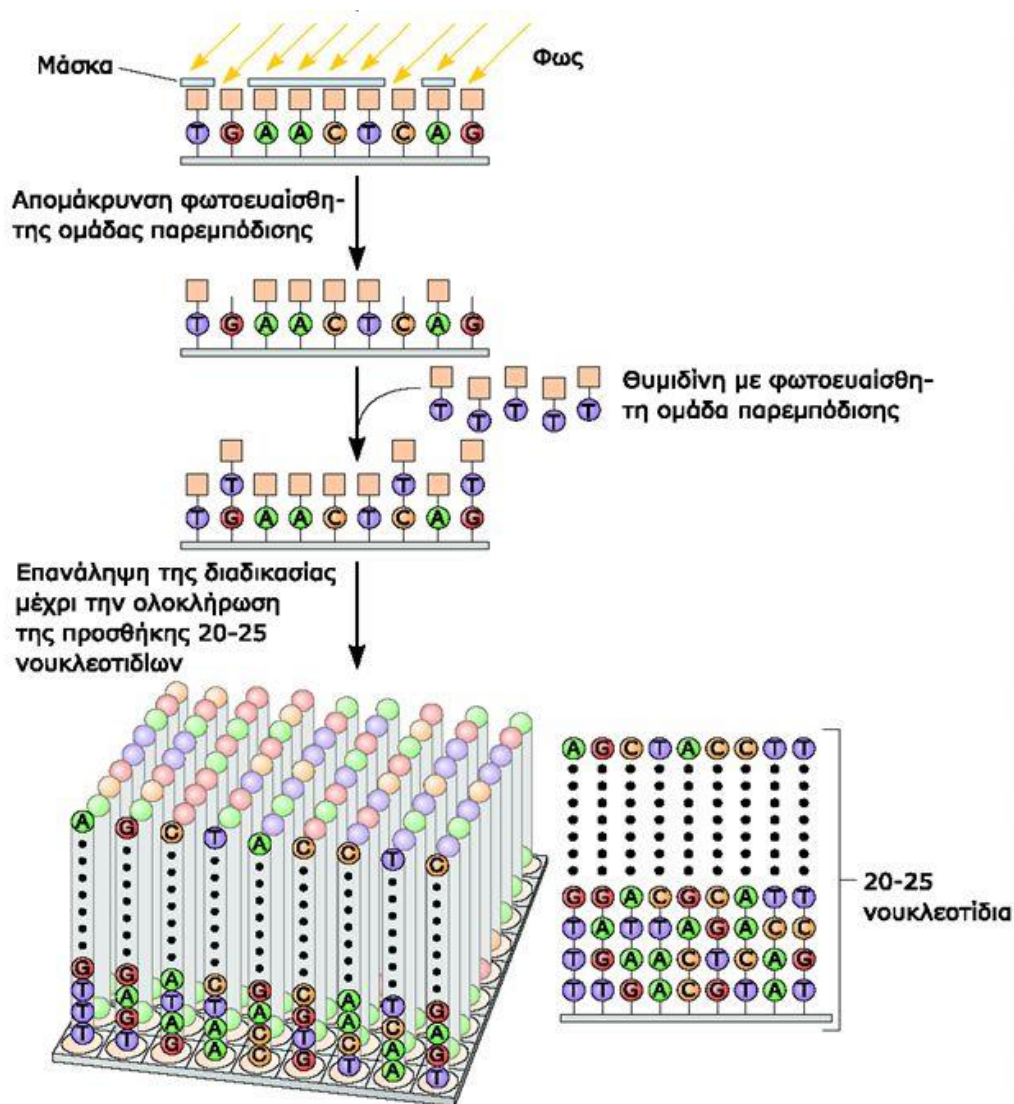 Μάσκα
Φως
T G A A C T C A G
Απομάκρυνση φωτοευαίσθη-
της ομάδας παρεμπόδισης
T G A A C T C A G
Θυμιδίνη με φωτοευαίσθη-
τη ομάδα παρεμπόδισης
T T T T T
T T T
T G A A C T C A G
Επανάληψη της διαδικασίας
μέχρι την ολοκλήρωση
της προσθήκης 20-25
νουκλεοτιδίων
A G C T A C C T C
G G A C G C A T G
T A T T A G A C A
T G A A C T C A G
T T G A C G T A T
A G C T A C C T T
G G A C G C A T T
T A T T A G A C C
T G A A C T C A G
T T G A C G T A T
20-25
νουκλεοτίδια